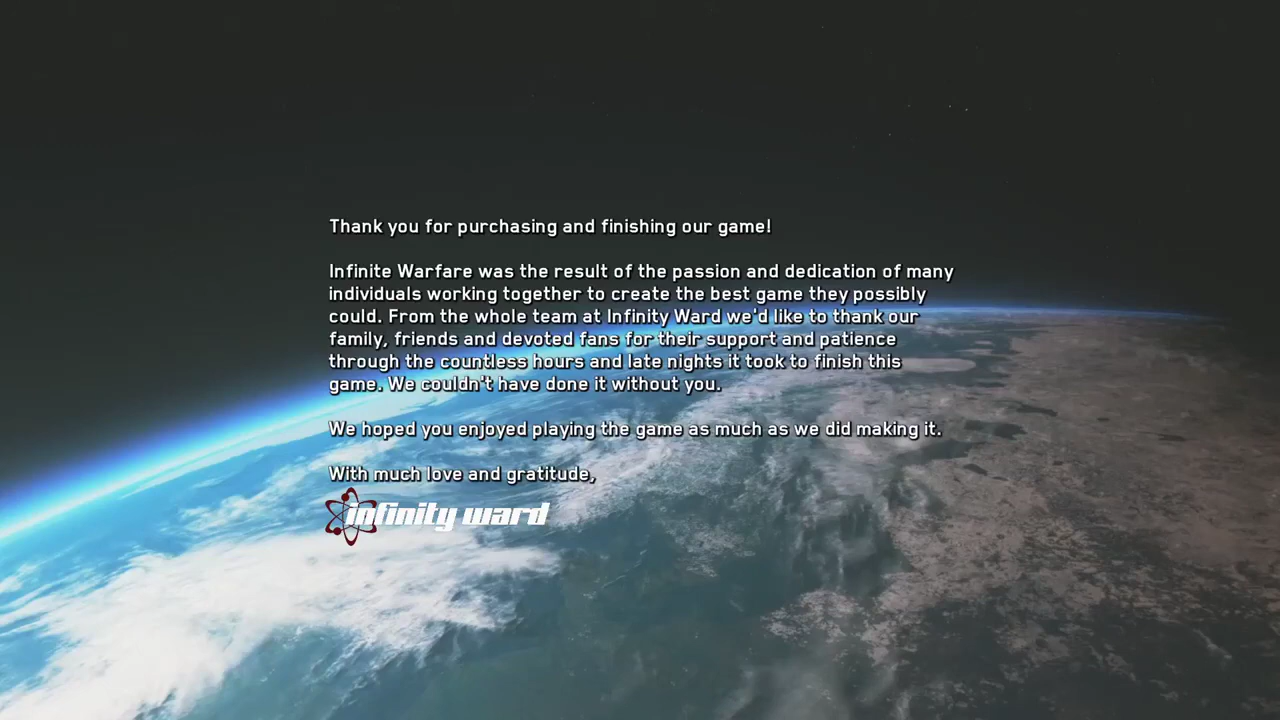 Thank you for purchasing and finishing our game!
Infinite Warfare was the result of the passion and dedication of many
individuals working together to create the best game they possibly
could. From the whole team at Infinity Ward we'd like to thank our
family, friends and devoted fans for their support and patience
through the countless hours and late nights it took to finish this
game. We couldn't have done it without you.
We hoped you enjoyed playing the game as much as we did making it.
With much love and gratitude,
infinity ward